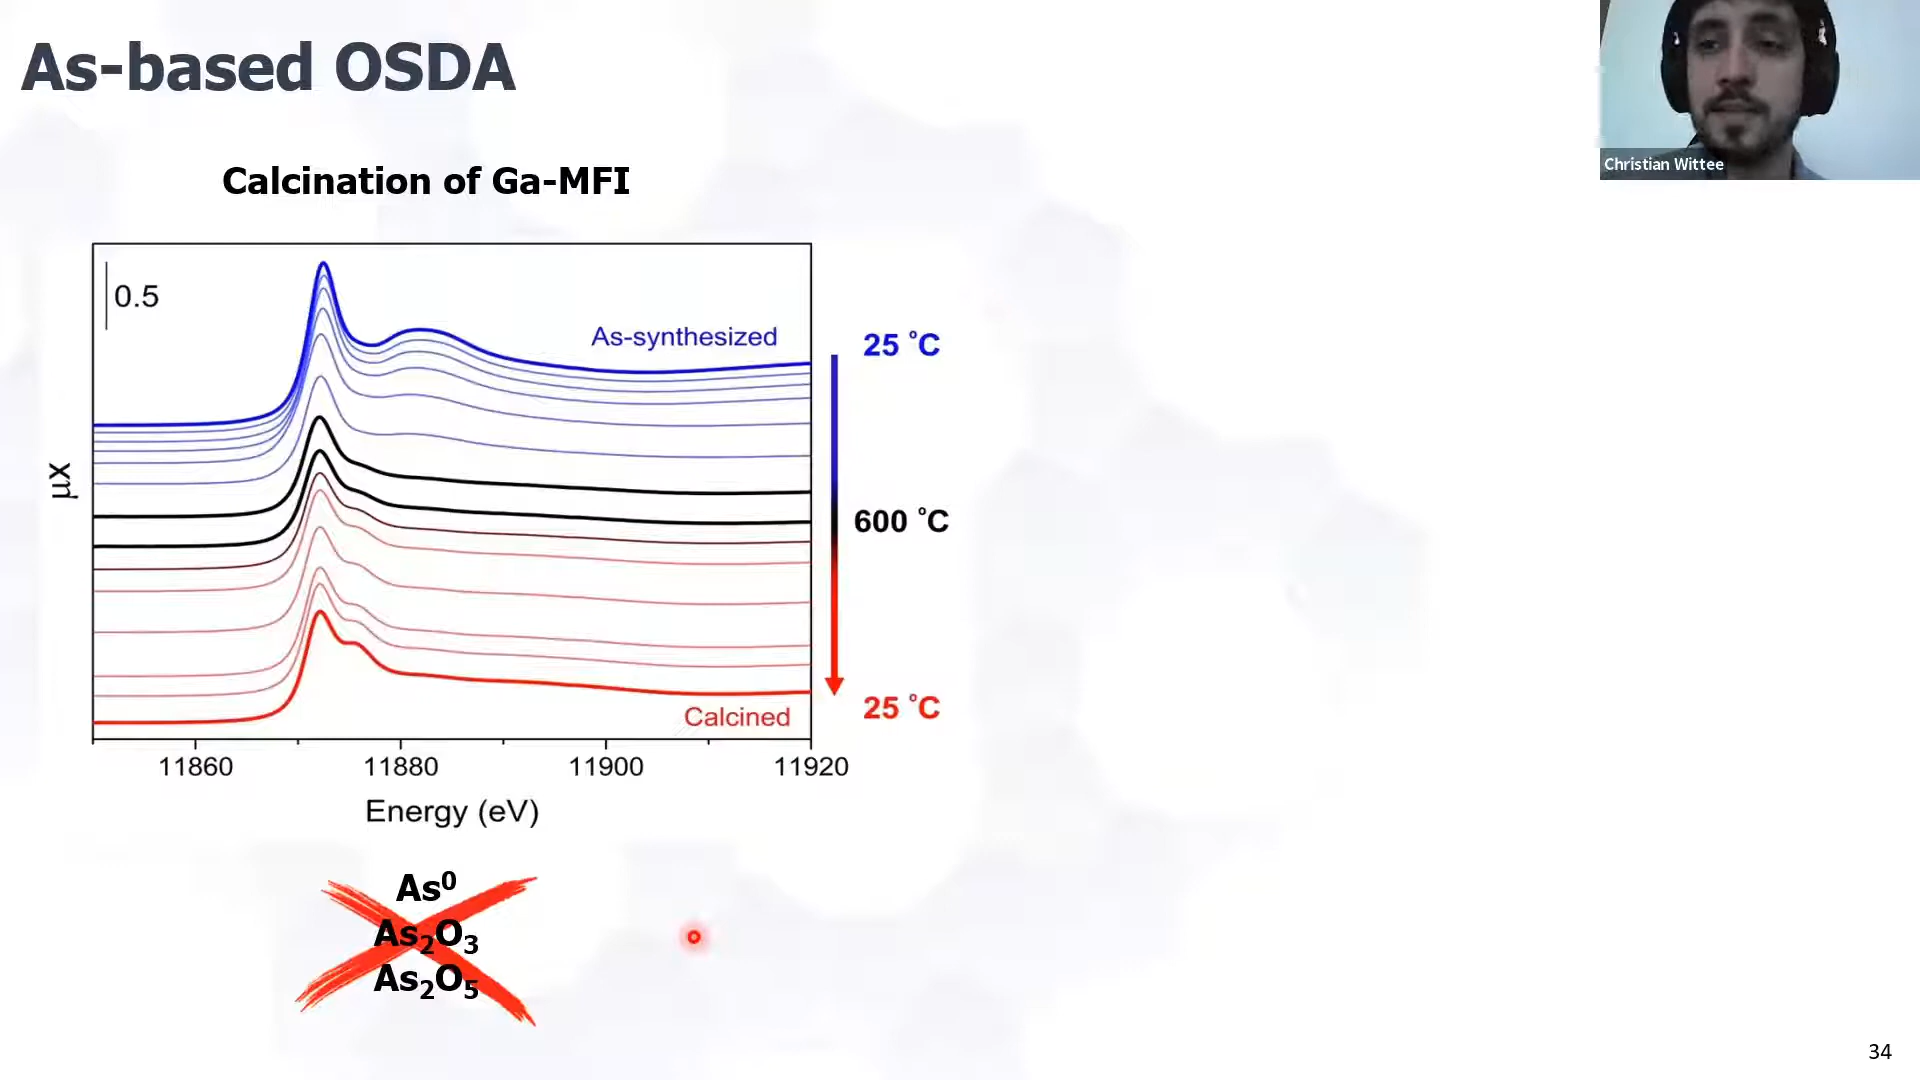 As-based OSDA
Christian Wittee
Calcination of Ga-MFI
0.5
As-synthesized
25 °C
µx
600 °C
Calcined
25 °C
11860 11880 11900 11920
Energy (eV)
As⁰
As₂O₃
As₂O₅
34